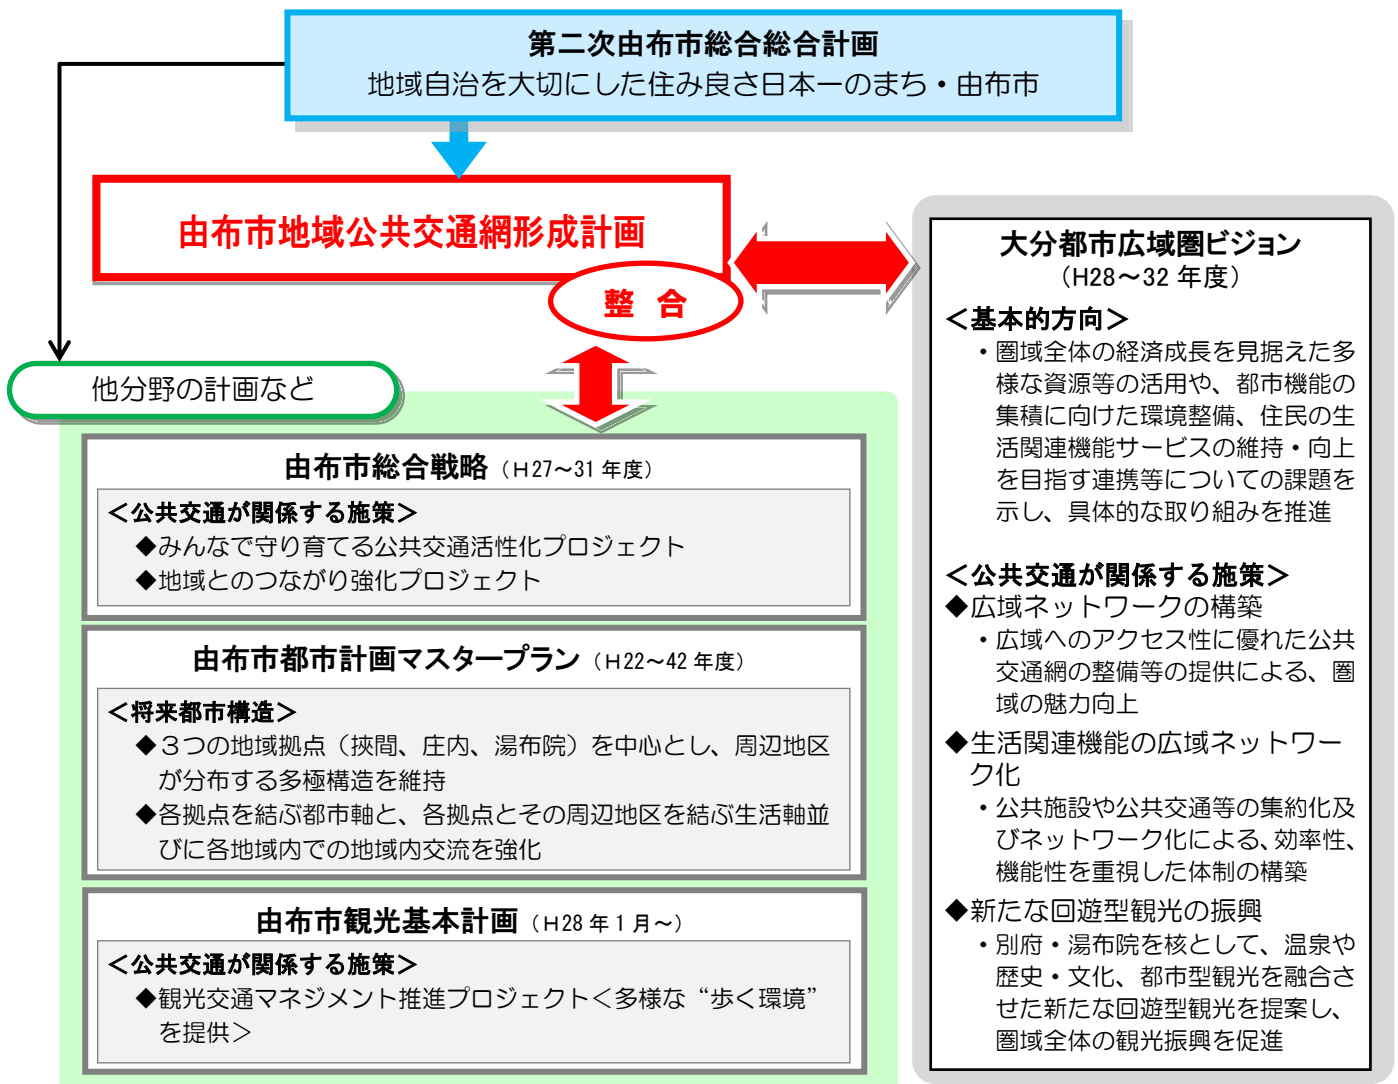 第二次由布市総合総合計画
地域自治を大切にした住み良さ日本一のまち・由布市
由布市地域公共交通網形成計画
整 合
他分野の計画など
由布市総合戦略（H27～31 年度）
＜公共交通が関係する施策＞
◆みんなで守り育てる公共交通活性化プロジェクト
◆地域とのつながり強化プロジェクト
由布市都市計画マスタープラン（H22～42 年度）
＜将来都市構造＞
◆３つの地域拠点（挾間、庄内、湯布院）を中心とし、周辺地区
が分布する多極構造を維持
◆各拠点を結ぶ都市軸と、各拠点とその周辺地区を結ぶ生活軸並
びに各地域内での地域内交流を強化
由布市観光基本計画（H28 年 1 月～）
＜公共交通が関係する施策＞
◆観光交通マネジメント推進プロジェクト＜多様な“歩く環境”
を提供＞
大分都市広域圏ビジョン
（H28～32 年度）
＜基本的方向＞
・圏域全体の経済成長を見据えた多
様な資源等の活用や、都市機能の
集積に向けた環境整備、住民の生
活関連機能サービスの維持・向上
を目指す連携等についての課題を
示し、具体的な取り組みを推進
＜公共交通が関係する施策＞
◆広域ネットワークの構築
・広域へのアクセス性に優れた公共
交通網の整備等の提供による、圏
域の魅力向上
◆生活関連機能の広域ネットワー
ク化
・公共施設や公共交通等の集約化及
びネットワーク化による、効率性、
機能性を重視した体制の構築
◆新たな回遊型観光の振興
・別府・湯布院を核として、温泉や
歴史・文化、都市型観光を融合さ
せた新たな回遊型観光を提案し、
圏域全体の観光振興を促進